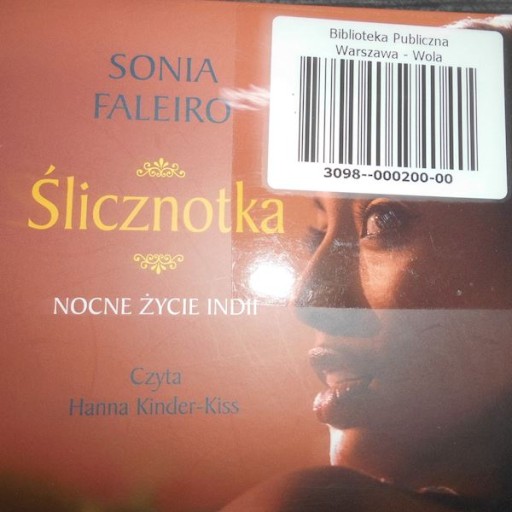 Biblioteka Publiczna
Warszawa - Wola
3098--000200-00
SONIA
FALEIRO
Ślicznotka
NOCNE ŻYCIE INDII
Czyta
Hanna Kinder-Kiss